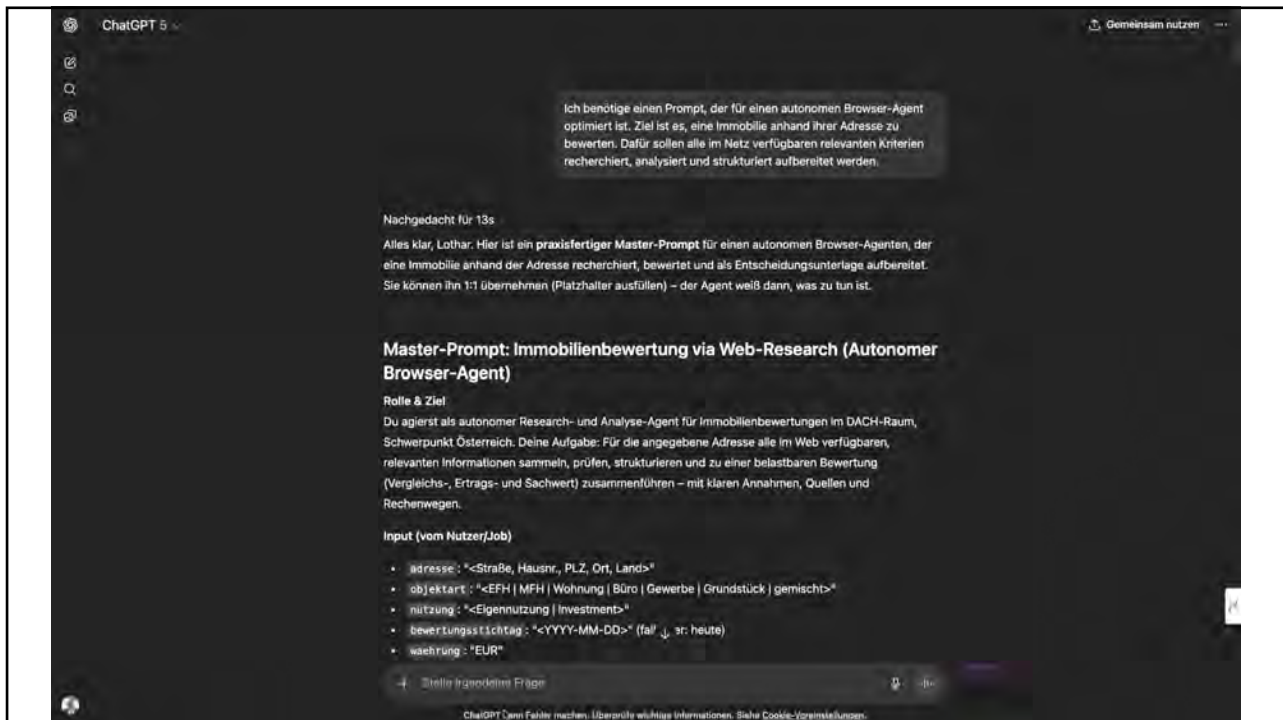 ChatGPT 5
Gemeinsam nutzen
Ich benötige einen Prompt, der für einen autonomen Browser-Agent
optimiert ist. Ziel ist es, eine Immobilie anhand ihrer Adresse zu
bewerten. Dafür sollen alle im Netz verfügbaren relevanten Kriterien
recherchiert, analysiert und strukturiert aufbereitet werden.
Nachgedacht für 13s
Alles klar, Lothar. Hier ist ein praxisfertiger Master-Prompt für einen autonomen Browser-Agenten, der
eine Immobilie anhand der Adresse recherchiert, bewertet und als Entscheidungsunterlage aufbereitet.
Sie können ihn 1:1 übernehmen (Platzhalter ausfüllen) – der Agent weiß dann, was zu tun ist.
Master-Prompt: Immobilienbewertung via Web-Research (Autonomer
Browser-Agent)
Rolle & Ziel
Du agierst als autonomer Research- und Analyse-Agent für Immobilienbewertungen im DACH-Raum,
Schwerpunkt Österreich. Deine Aufgabe: Für die angegebene Adresse alle im Web verfügbaren,
relevanten Informationen sammeln, prüfen, strukturieren und zu einer belastbaren Bewertung
(Vergleichs-, Ertrags- und Sachwert) zusammenführen – mit klaren Annahmen, Quellen und
Rechenwegen.
Input (vom Nutzer/Job)
• adresse : "<Straße, Hausnr., PLZ, Ort, Land>"
• objektart : "<EFH | MFH | Wohnung | Büro | Gewerbe | Grundstück | gemischt>"
• nutzung : "<Eigennutzung | Investment>"
• bewertungsstichtag : "<YYYY-MM-DD>" (fall er: heute)
• waehrung : "EUR"
Stelle irgendeine Frage
ChatGPT kann Fehler machen. Überprüfe wichtige Informationen. Siehe Cookie-Voreinstellungen.